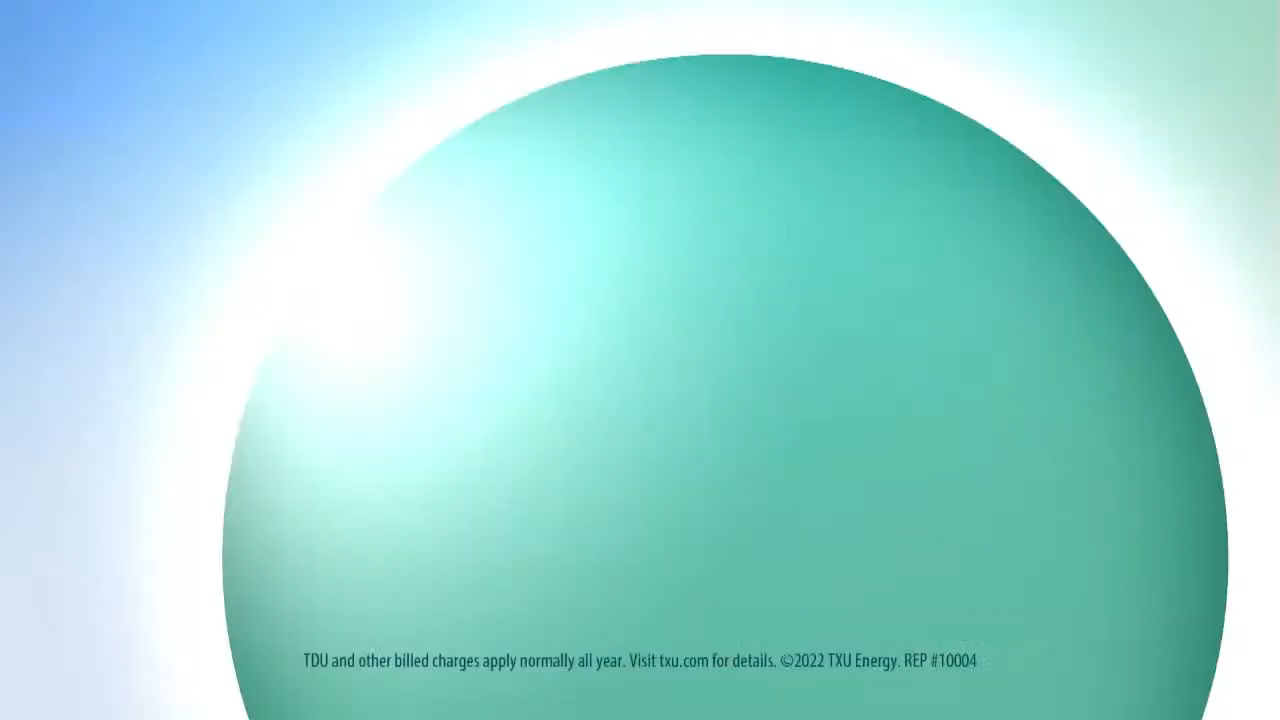 TDU and other billed charges apply normally all year. Visit txu.com for details. ©2022 TXU Energy. REP #10004